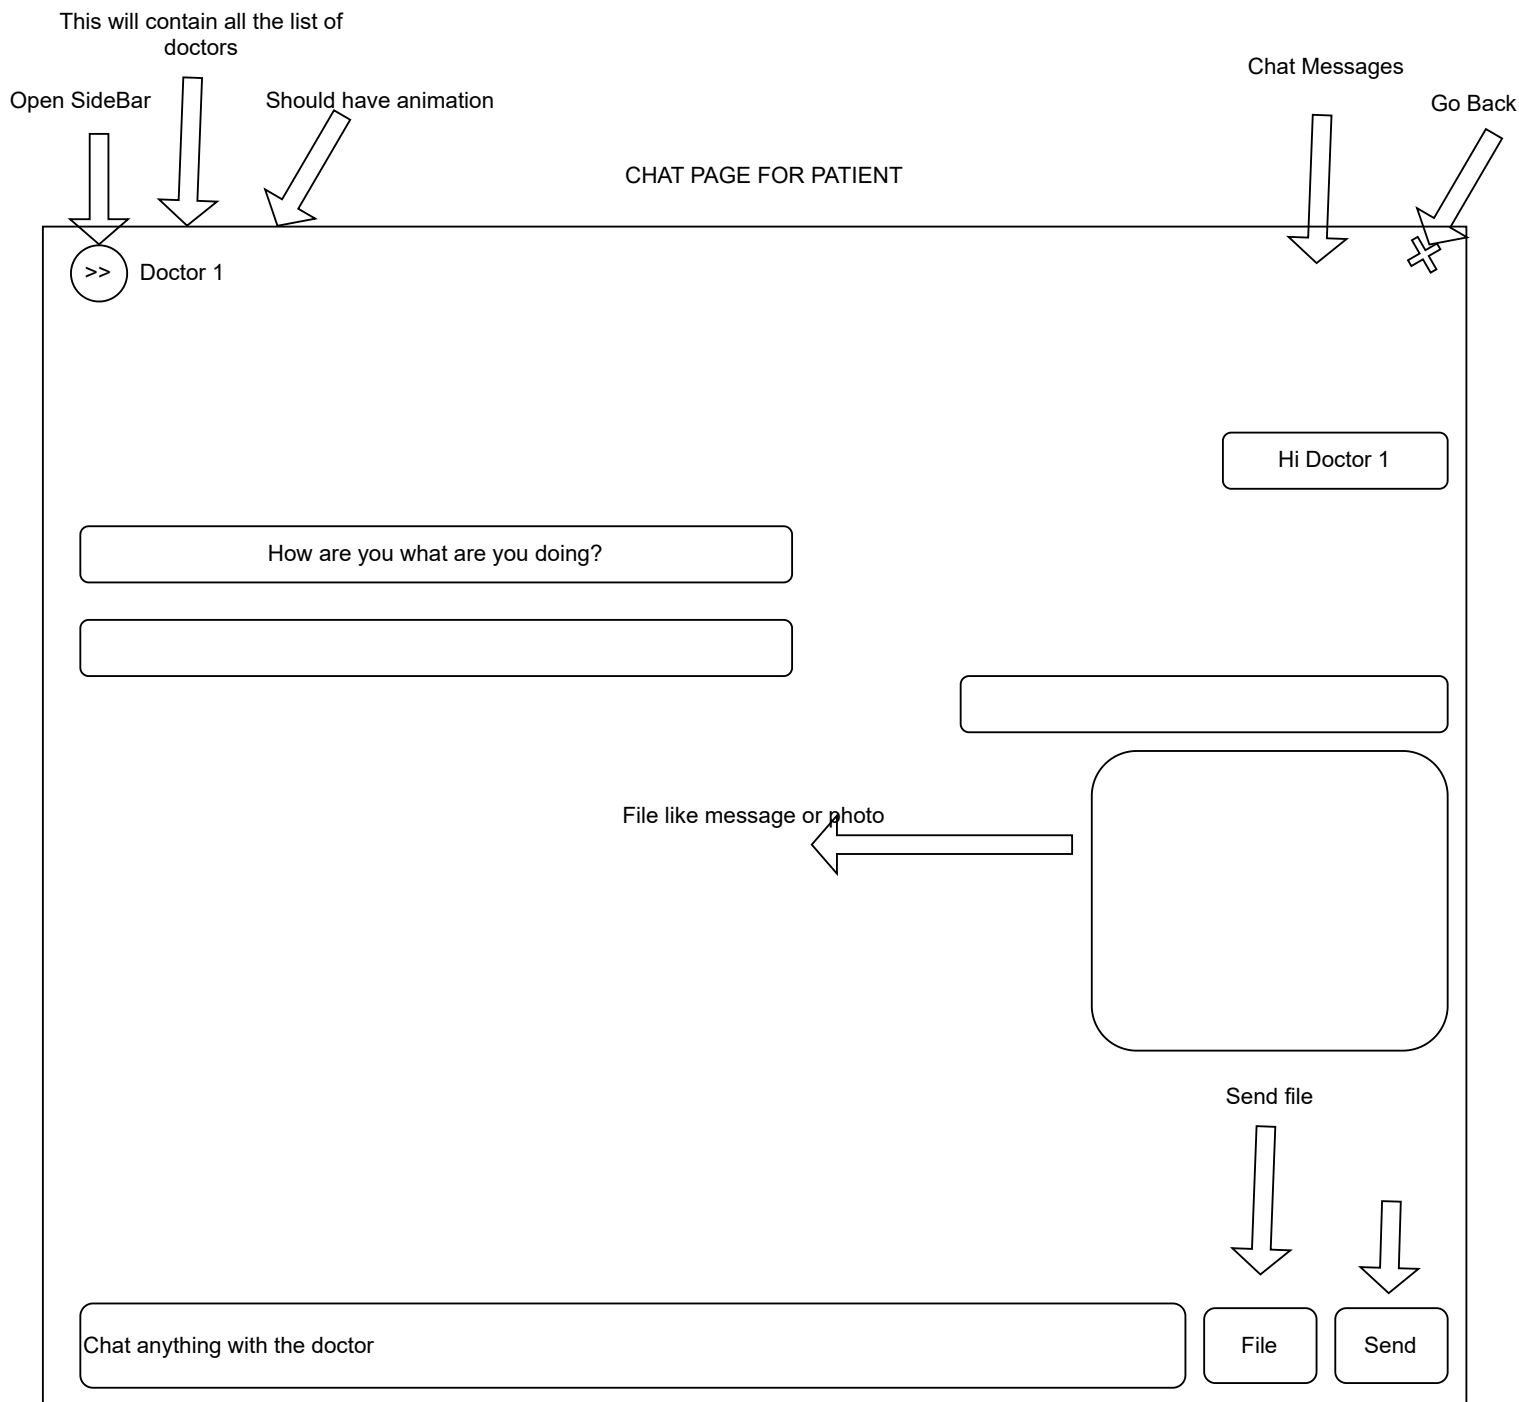 This will contain all the list of
doctors
Open SideBar
Should have animation
Chat Messages
Go Back
CHAT PAGE FOR PATIENT
>>
Doctor 1
Hi Doctor 1
How are you what are you doing?
File like message or photo
Send file
Chat anything with the doctor
File
Send